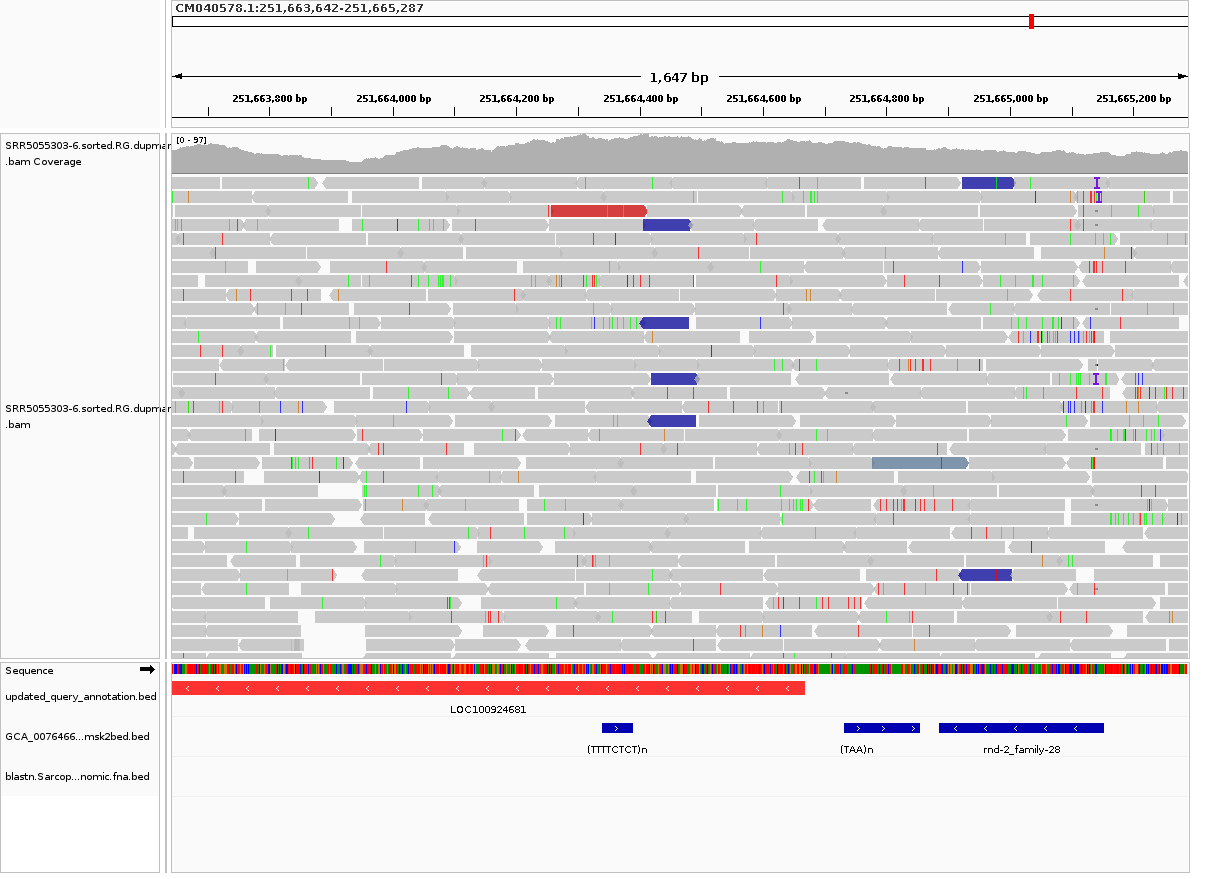 CM040578.1:251,663,642-251,665,287
1,647 bp
251,663,800 bp 251,664,000 bp 251,664,200 bp 251,664,400 bp 251,664,600 bp 251,664,800 bp 251,665,000 bp 251,665,200 bp
[0 - 97]
SRR5055303-6.sorted.RG.dupmar
.bam Coverage
SRR5055303-6.sorted.RG.dupmar
.bam
Sequence
updated_query_annotation.bed
LOC100924681
GCA_0076466...msk2bed.bed
(TTTTCTCT)n (TAA)n rnd-2_family-28
blastn.Sarcop...nomic.fna.bed